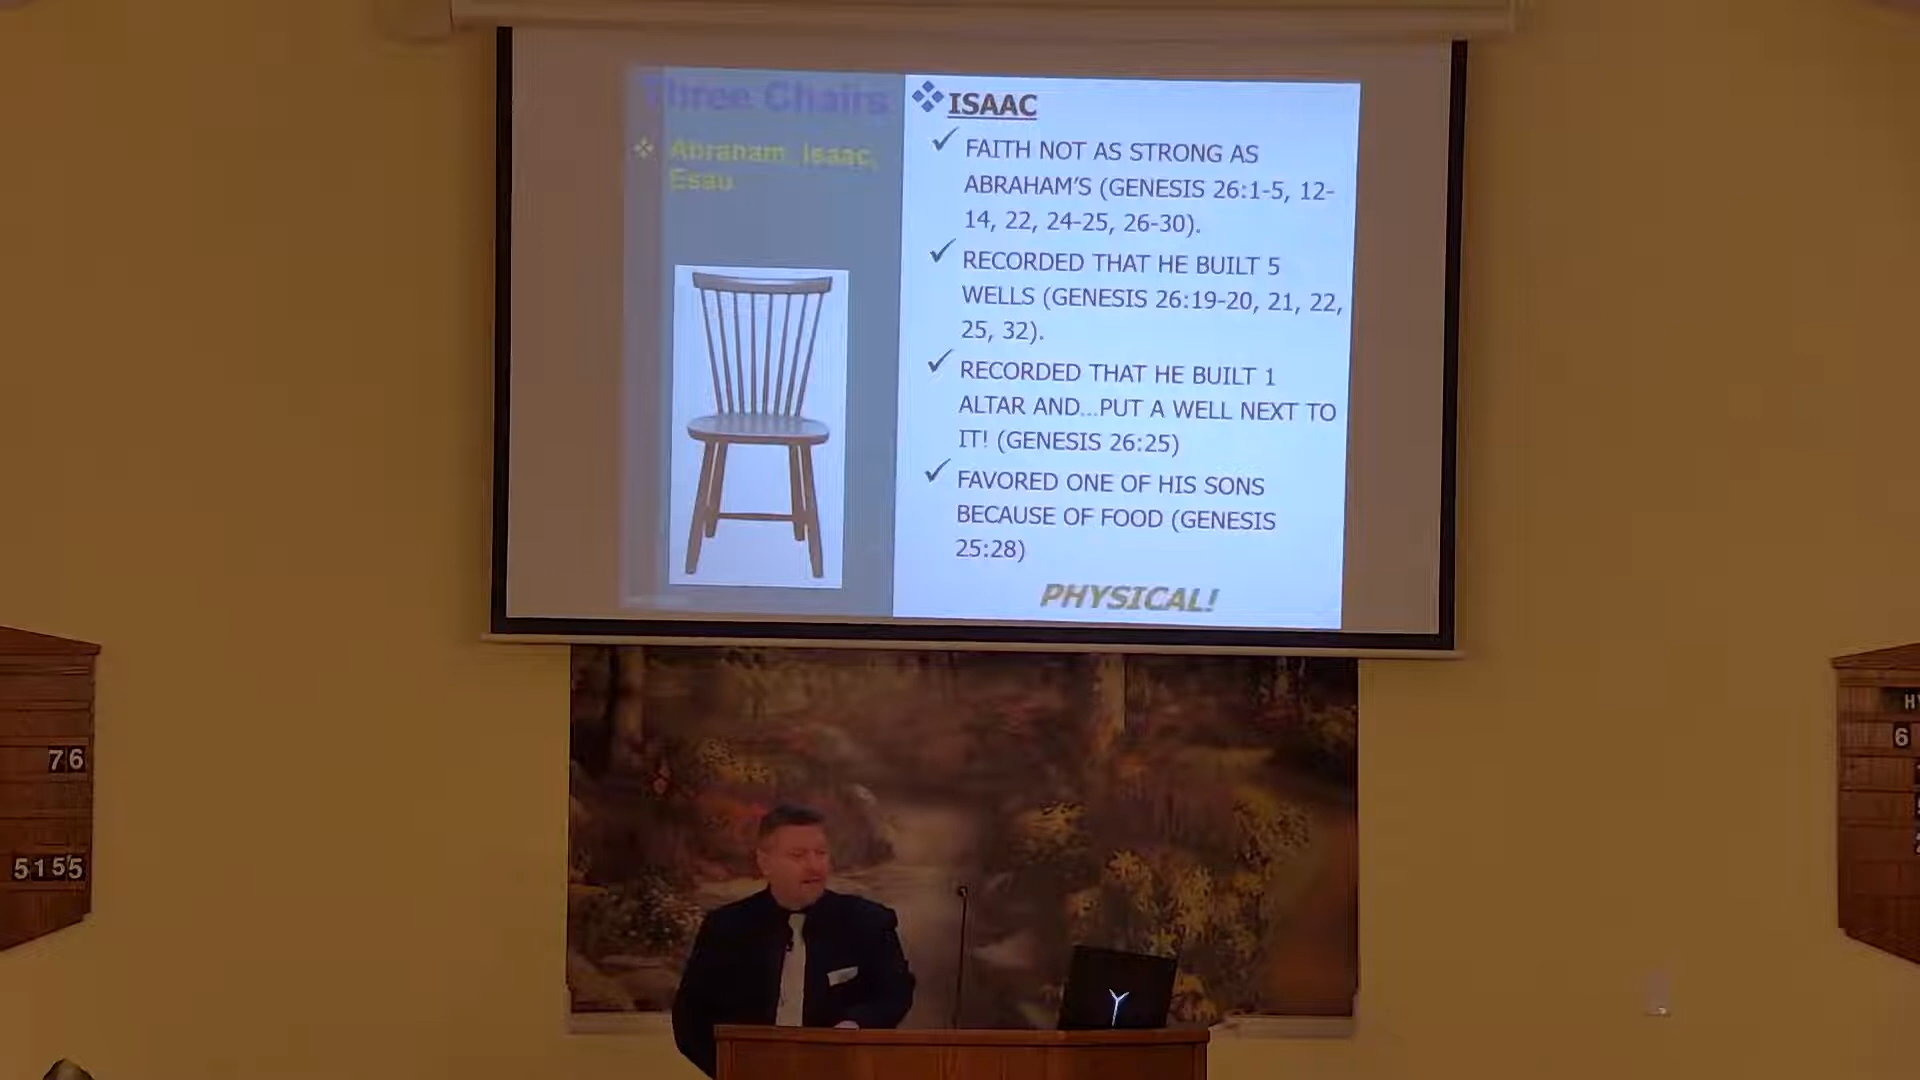 Three Chairs
Abraham, Isaac,
Esau
ISAAC
FAITH NOT AS STRONG AS
ABRAHAM'S (GENESIS 26:1-5, 12-
14, 22, 24-25, 26-30).
RECORDED THAT HE BUILT 5
WELLS (GENESIS 26:19-20, 21, 22,
25, 32).
RECORDED THAT HE BUILT 1
ALTAR AND...PUT A WELL NEXT TO
IT! (GENESIS 26:25)
FAVORED ONE OF HIS SONS
BECAUSE OF FOOD (GENESIS
25:28)
PHYSICAL!
76
5155
H
6